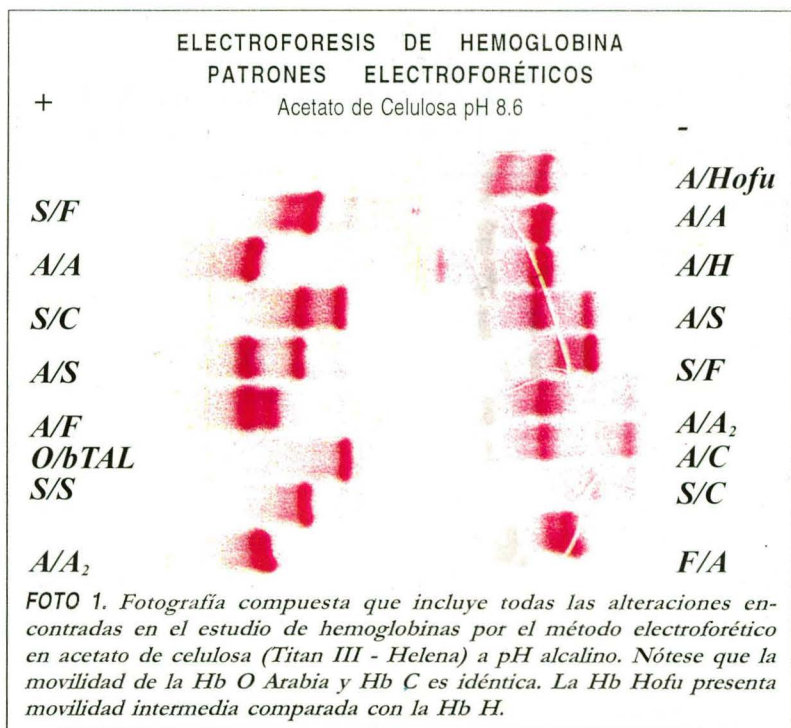 ELECTROFORESIS DE HEMOGLOBINA
PATRONES ELECTROFORÉTICOS
Acetato de Celulosa pH 8.6
+
-
S/F
A/A
S/C
A/S
A/F
O/bTAL
S/S
A/A₂
A/Hofu
A/A
A/H
A/S
S/F
A/A₂
A/C
S/C
F/A
FOTO 1. Fotografía compuesta que incluye todas las alteraciones en-
contradas en el estudio de hemoglobinas por el método electroforético
en acetato de celulosa (Titan III - Helena) a pH alcalino. Nótese que la
movilidad de la Hb O Arabia y Hb C es idéntica. La Hb Hofu presenta
movilidad intermedia comparada con la Hb H.